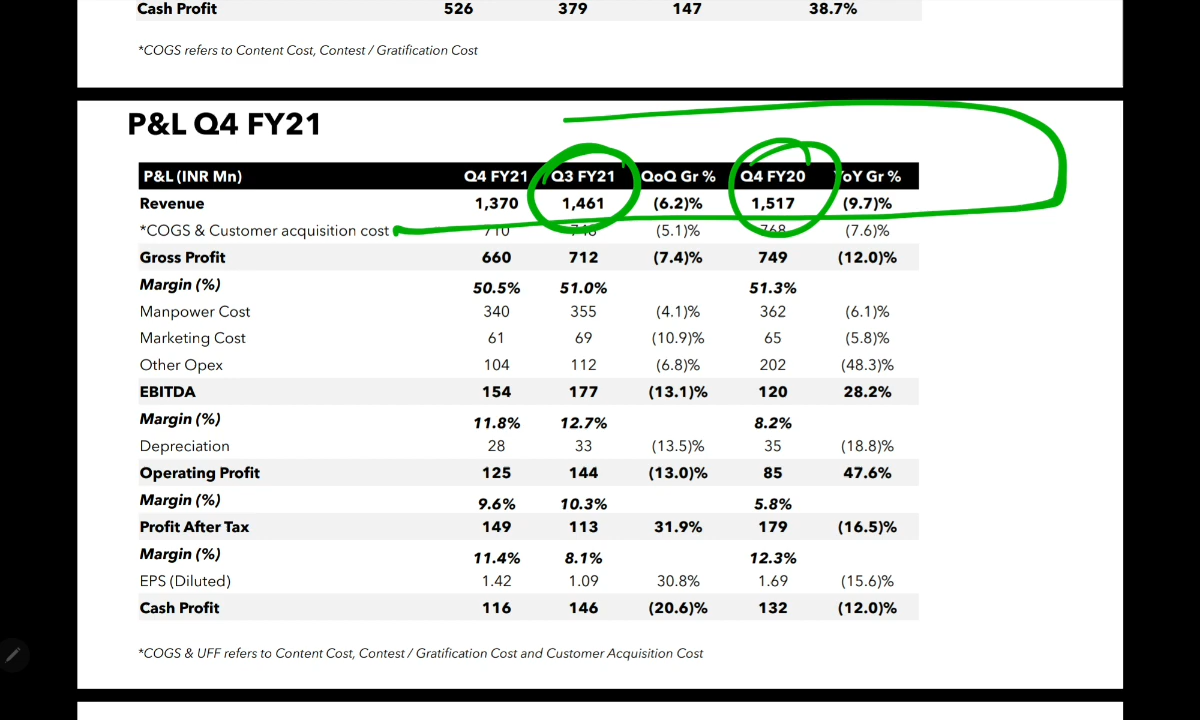 Cash Profit 526 379 147 38.7%
*COGS refers to Content Cost, Contest / Gratification Cost
P&L Q4 FY21
P&L (INR Mn) Q4 FY21 Q3 FY21 QoQ Gr % Q4 FY20 YoY Gr %
Revenue 1,370 1,461 (6.2)% 1,517 (9.7)%
*COGS & Customer acquisition cost 710 748 (5.1)% 768 (7.6)%
Gross Profit 660 712 (7.4)% 749 (12.0)%
Margin (%) 50.5% 51.0% 51.3%
Manpower Cost 340 355 (4.1)% 362 (6.1)%
Marketing Cost 61 69 (10.9)% 65 (5.8)%
Other Opex 104 112 (6.8)% 202 (48.3)%
EBITDA 154 177 (13.1)% 120 28.2%
Margin (%) 11.8% 12.7% 8.2%
Depreciation 28 33 (13.5)% 35 (18.8)%
Operating Profit 125 144 (13.0)% 85 47.6%
Margin (%) 9.6% 10.3% 5.8%
Profit After Tax 149 113 31.9% 179 (16.5)%
Margin (%) 11.4% 8.1% 12.3%
EPS (Diluted) 1.42 1.09 30.8% 1.69 (15.6)%
Cash Profit 116 146 (20.6)% 132 (12.0)%
*COGS & UFF refers to Content Cost, Contest / Gratification Cost and Customer Acquisition Cost